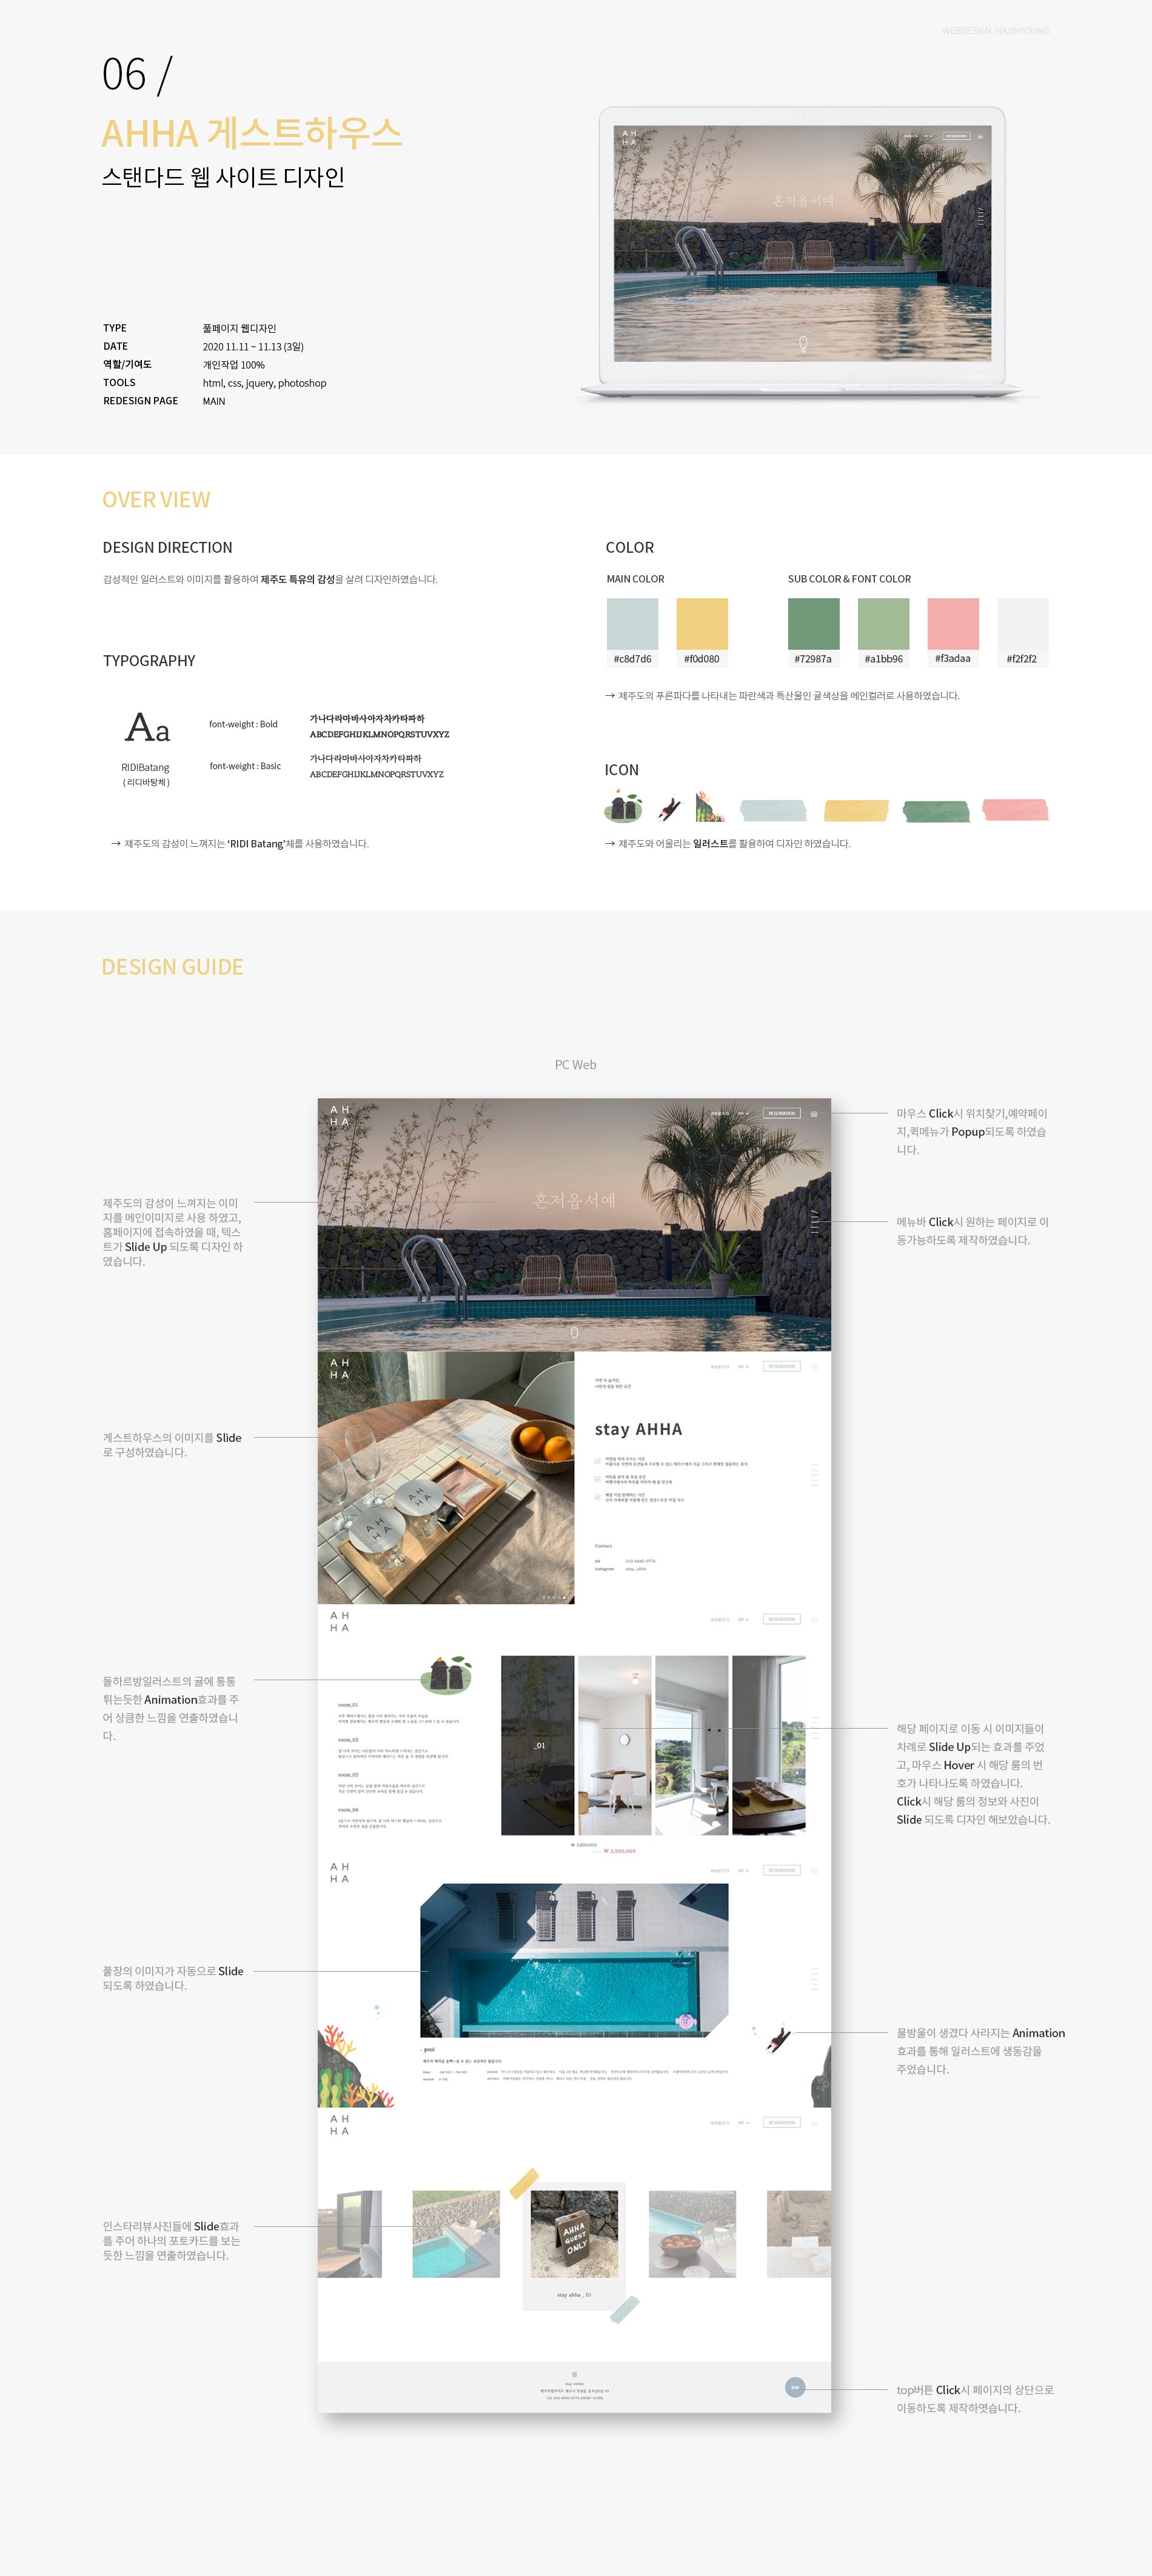 WEBDESIGN HAJINYOUNG
06 /
AHHA 게스트하우스
스탠다드 웹 사이트 디자인
A H
H A
RESERVATION
혼저옵서예
TYPE 풀페이지 웹디자인
DATE 2020 11.11 ~ 11.13 (3일)
역할/기여도 개인작업 100%
TOOLS html, css, jquery, photoshop
REDESIGN PAGE MAIN
OVER VIEW
DESIGN DIRECTION
감성적인 일러스트와 이미지를 활용하여 제주도 특유의 감성을 살려 디자인하였습니다.
COLOR
MAIN COLOR
SUB COLOR & FONT COLOR
#c8d7d6
#f0d080
#72987a
#a1bb96
#f3adaa
#f2f2f2
→ 제주도의 푸른파다를 나타내는 파란색과 특산물인 귤색상을 메인컬러로 사용하였습니다.
TYPOGRAPHY
Aa
RIDIBatang
( 리디바탕체 )
font-weight : Bold
가나다라마바사아자차카타파하
ABCDEFGHIJKLMNOPQRSTUVXYZ
font-weight : Basic
가나다라마바사아자차카타파하
ABCDEFGHIJKLMNOPQRSTUVXYZ
→ 제주도의 감성이 느껴지는 ‘RIDI Batang’체를 사용하였습니다.
ICON
→ 제주도와 어울리는 일러스트를 활용하여 디자인 하였습니다.
DESIGN GUIDE
PC Web
A H
H A
RESERVATION
혼저옵서예
마우스 Click시 위치찾기,예약페이
지,퀵메뉴가 Popup되도록 하였습
니다.
제주도의 감성이 느껴지는 이미
지를 메인이미지로 사용 하였고,
홈페이지에 접속하였을 때, 텍스
트가 Slide Up 되도록 디자인 하
였습니다.
메뉴바 Click시 원하는 페이지로 이
동가능하도록 제작하였습니다.
A H
H A
RESERVATION
stay AHHA
Contact
tel
instagram stay_ahha
게스트하우스의 이미지를 Slide
로 구성하였습니다.
A H
H A
RESERVATION
room_01
room_02
room_03
room_04
_01
₩ 3,520,000
돌하르방일러스트의 귤에 통통
튀는듯한 Animation효과를 주
어 상큼한 느낌을 연출하였습니
다.
해당 페이지로 이동 시 이미지들이
차례로 Slide Up되는 효과를 주었
고, 마우스 Hover 시 해당 룸의 번
호가 나타나도록 하였습니다.
Click시 해당 룸의 정보와 사진이
Slide 되도록 디자인 해보았습니다.
A H
H A
RESERVATION
pool
풀장의 이미지가 자동으로 Slide
되도록 하였습니다.
물방울이 생겼다 사라지는 Animation
효과를 통해 일러스트에 생동감을
주었습니다.
A H
H A
RESERVATION
AHHA
GUEST
ONLY
stay ahha _ 01
인스타리뷰사진들에 Slide효과
를 주어 하나의 포토카드를 보는
듯한 느낌을 연출하였습니다.
stay AHHA
TOP
top버튼 Click시 페이지의 상단으로
이동하도록 제작하엿습니다.